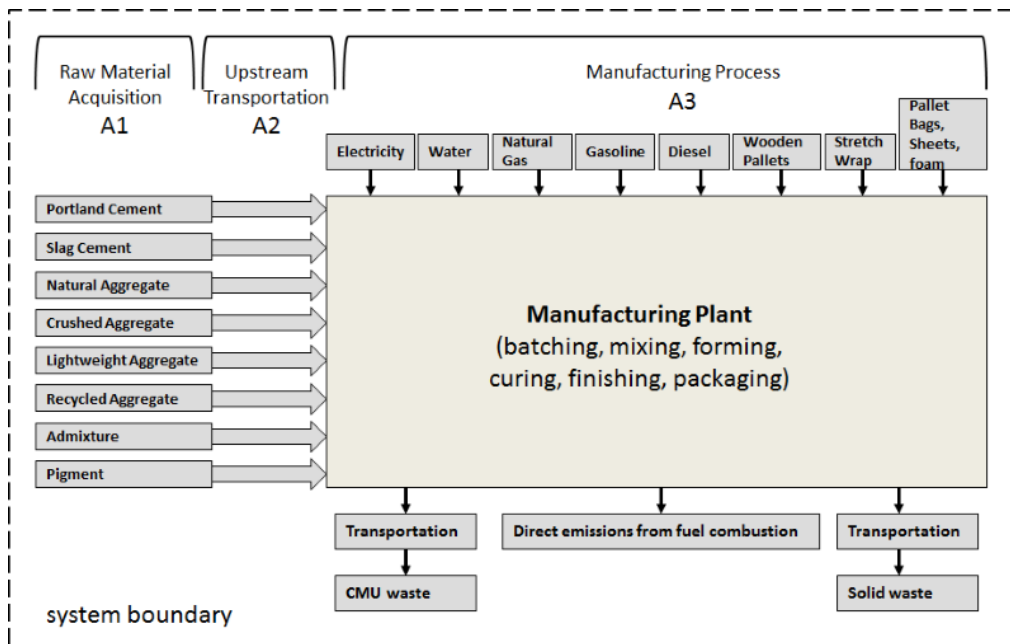 Raw Material
Acquisition
A1
Upstream
Transportation
A2
Manufacturing Process
A3
Electricity
Water
Natural
Gas
Gasoline
Diesel
Wooden
Pallets
Stretch
Wrap
Pallet
Bags,
Sheets,
foam
Portland Cement
Slag Cement
Natural Aggregate
Crushed Aggregate
Lightweight Aggregate
Recycled Aggregate
Admixture
Pigment
Manufacturing Plant
(batching, mixing, forming,
curing, finishing, packaging)
Transportation
Direct emissions from fuel combustion
Transportation
CMU waste
Solid waste
system boundary